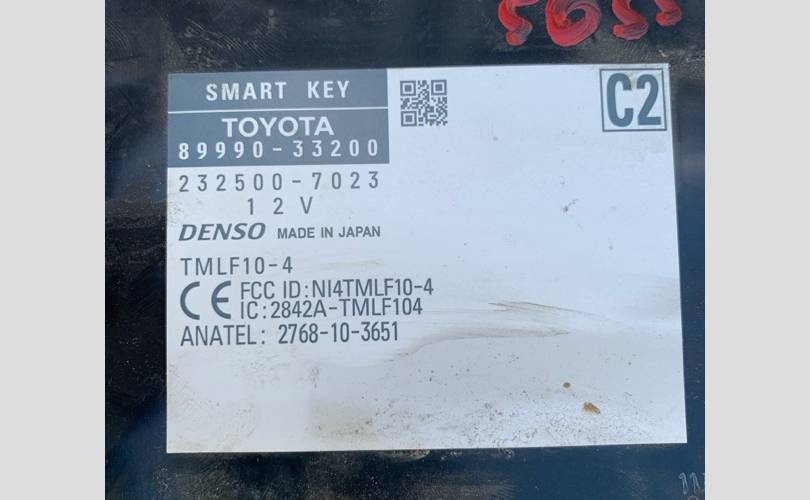 SMART KEY
C2
TOYOTA
89990-33200
232500-7023
12V
DENSO MADE IN JAPAN
TMLF10-4
CE FCC ID:NI4TMLF10-4
IC:2842A-TMLF104
ANATEL: 2768-10-3651